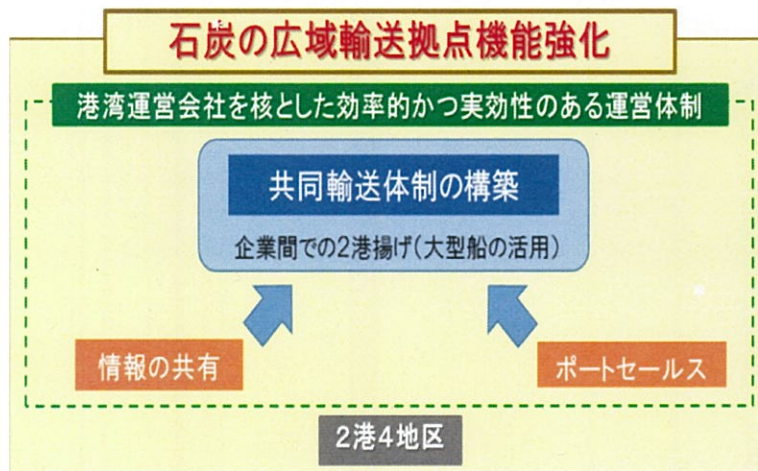 石炭の広域輸送拠点機能強化
港湾運営会社を核とした効率的かつ実効性のある運営体制
共同輸送体制の構築
企業間での2港揚げ(大型船の活用)
情報の共有
ポートセールス
2港4地区